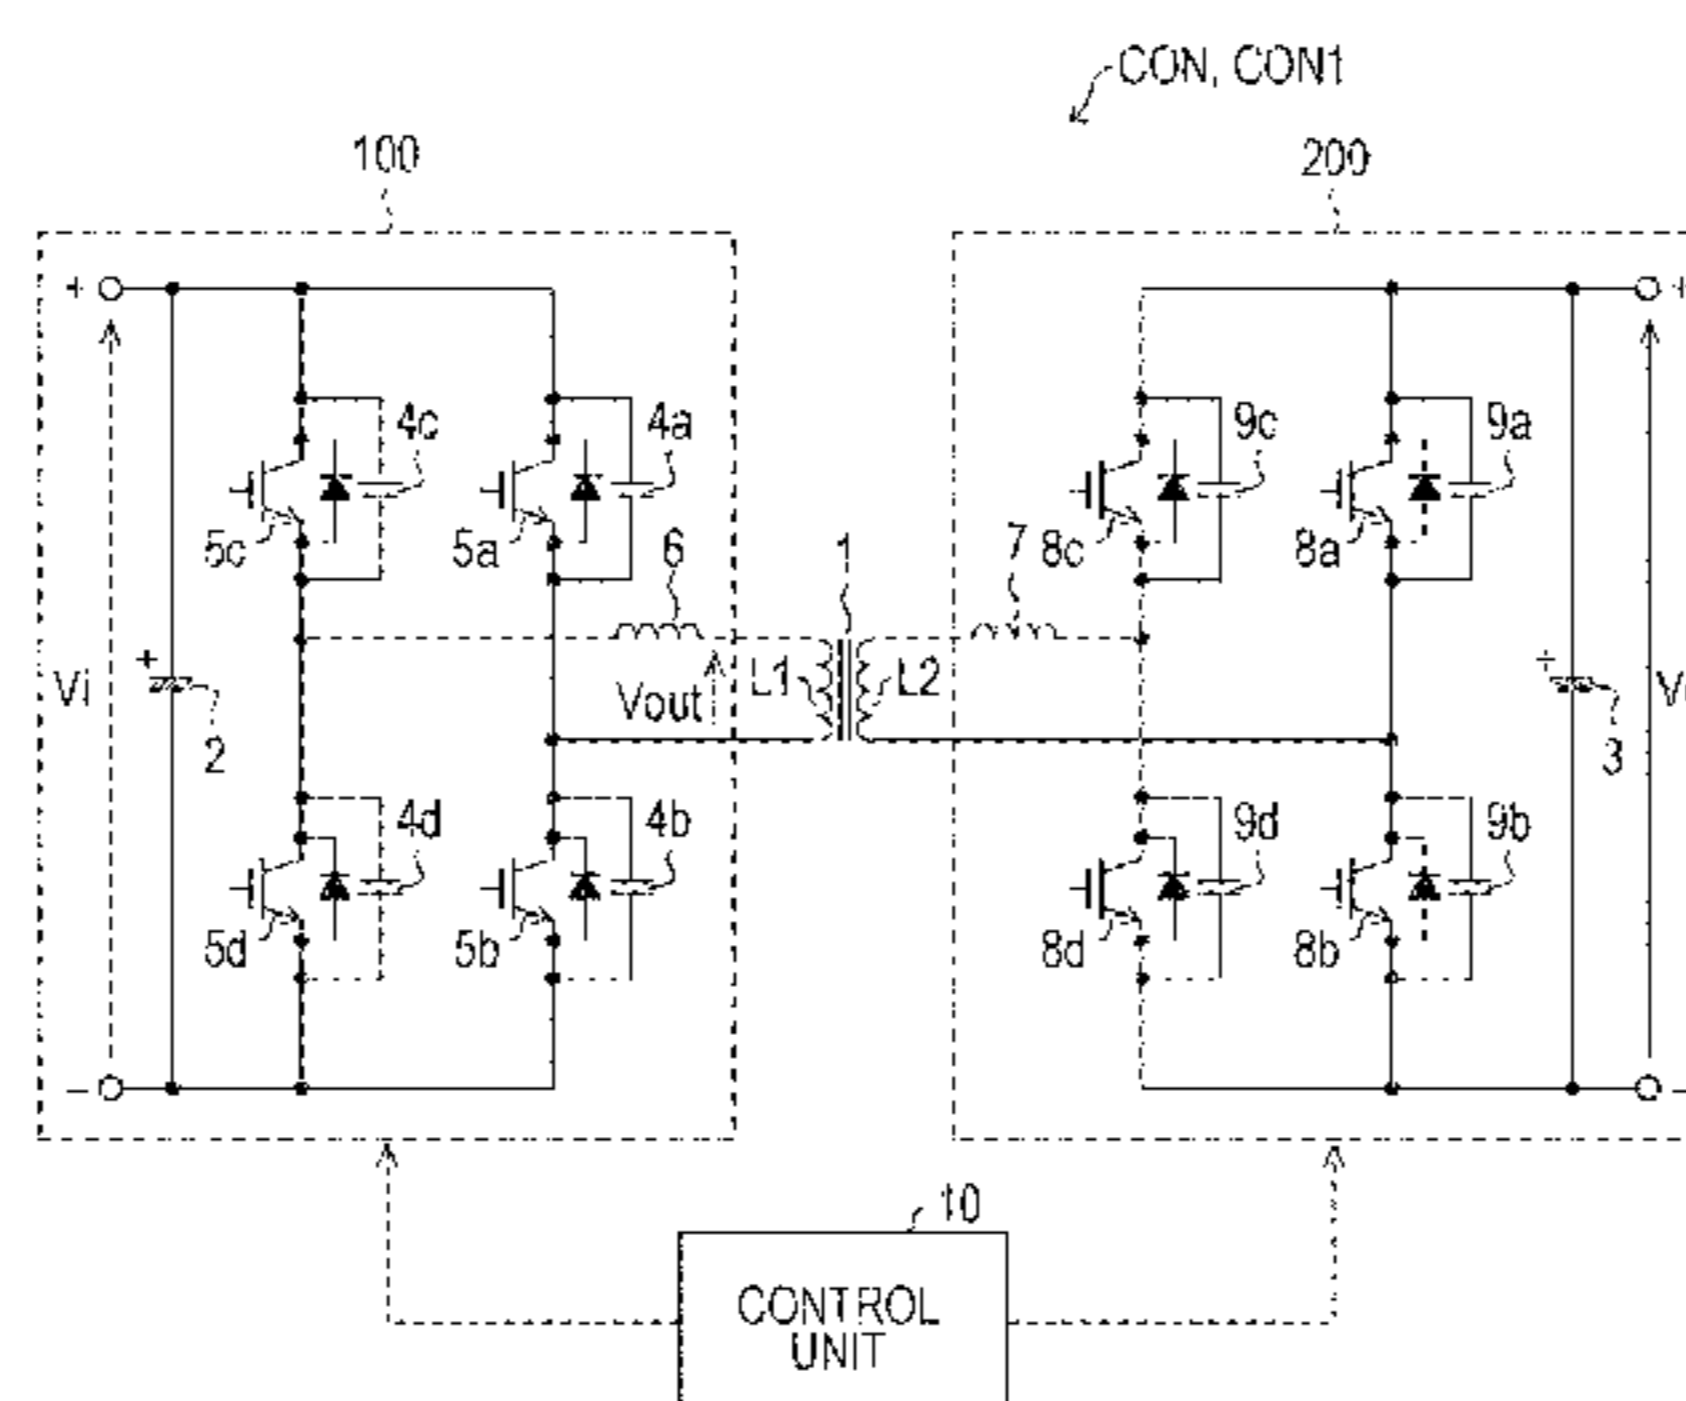 CON, CON1
100
200
+
+
4c
4a
9c
9a
5c
5a
6
1
7
8c
8a
Vi
+
2
Vout
L1
L2
+
3
4d
4b
9d
9b
5d
5b
8d
8b
−
−
10
CONTROL
UNIT